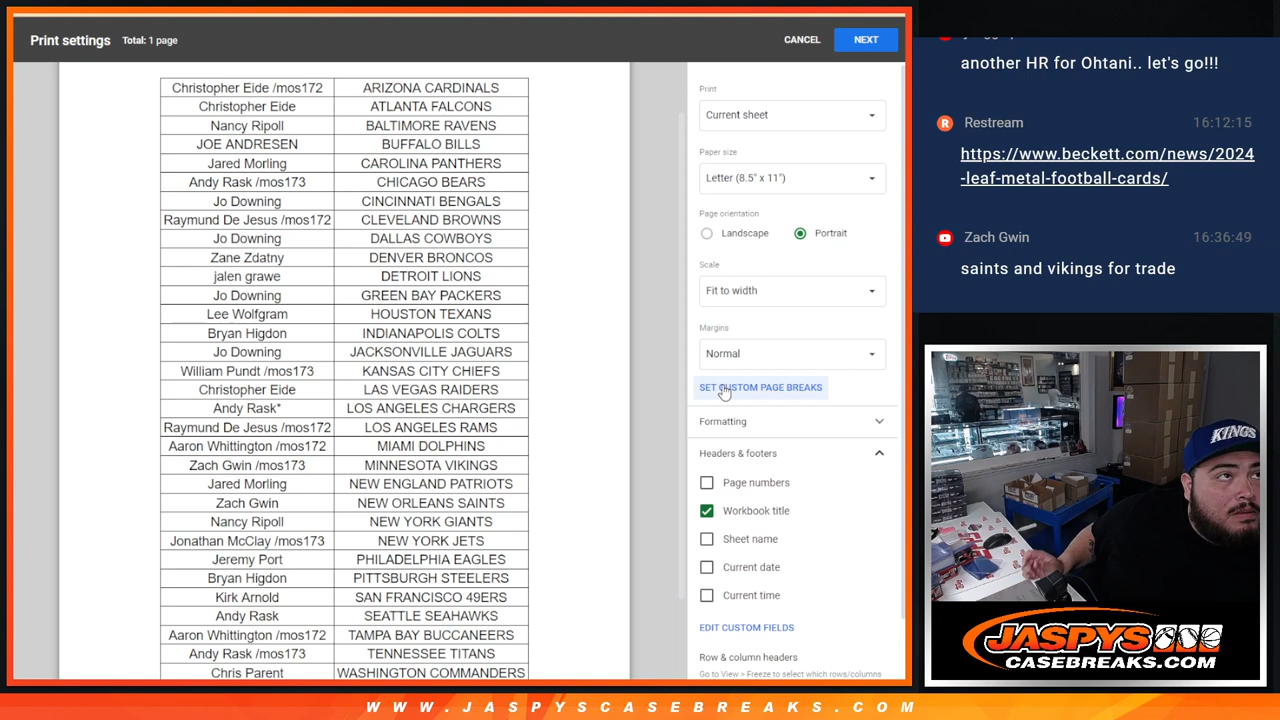 Print settings Total: 1 page CANCEL NEXT
Christopher Eide /mos172 ARIZONA CARDINALS
Christopher Eide ATLANTA FALCONS
Nancy Ripoll BALTIMORE RAVENS
JOE ANDRESEN BUFFALO BILLS
Jared Morling CAROLINA PANTHERS
Andy Rask /mos173 CHICAGO BEARS
Jo Downing CINCINNATI BENGALS
Raymund De Jesus /mos172 CLEVELAND BROWNS
Jo Downing DALLAS COWBOYS
Zane Zdatny DENVER BRONCOS
jalen grawe DETROIT LIONS
Jo Downing GREEN BAY PACKERS
Lee Wolfgram HOUSTON TEXANS
Bryan Higdon INDIANAPOLIS COLTS
Jo Downing JACKSONVILLE JAGUARS
William Pundt /mos173 KANSAS CITY CHIEFS
Christopher Eide LAS VEGAS RAIDERS
Andy Rask* LOS ANGELES CHARGERS
Raymund De Jesus /mos172 LOS ANGELES RAMS
Aaron Whittington /mos172 MIAMI DOLPHINS
Zach Gwin /mos173 MINNESOTA VIKINGS
Jared Morling NEW ENGLAND PATRIOTS
Zach Gwin NEW ORLEANS SAINTS
Nancy Ripoll NEW YORK GIANTS
Jonathan McClay /mos173 NEW YORK JETS
Jeremy Port PHILADELPHIA EAGLES
Bryan Higdon PITTSBURGH STEELERS
Kirk Arnold SAN FRANCISCO 49ERS
Andy Rask SEATTLE SEAHAWKS
Aaron Whittington /mos172 TAMPA BAY BUCCANEERS
Andy Rask /mos173 TENNESSEE TITANS
Chris Parent WASHINGTON COMMANDERS
Print
Current sheet
Paper size
Letter (8.5" x 11")
Page orientation
Landscape Portrait
Scale
Fit to width
Margins
Normal
SET CUSTOM PAGE BREAKS
Formatting
Headers & footers
Page numbers
Workbook title
Sheet name
Current date
Current time
EDIT CUSTOM FIELDS
Row & column headers
Go to View > Freeze to select which rows/columns
another HR for Ohtani.. let's go!!!
Restream 16:12:15
https://www.beckett.com/news/2024
-leaf-metal-football-cards/
Zach Gwin 16:36:49
saints and vikings for trade
KINGS
JASPYS
CASEBREAKS.COM
WWW.JASPYSCASEBREAKS.COM